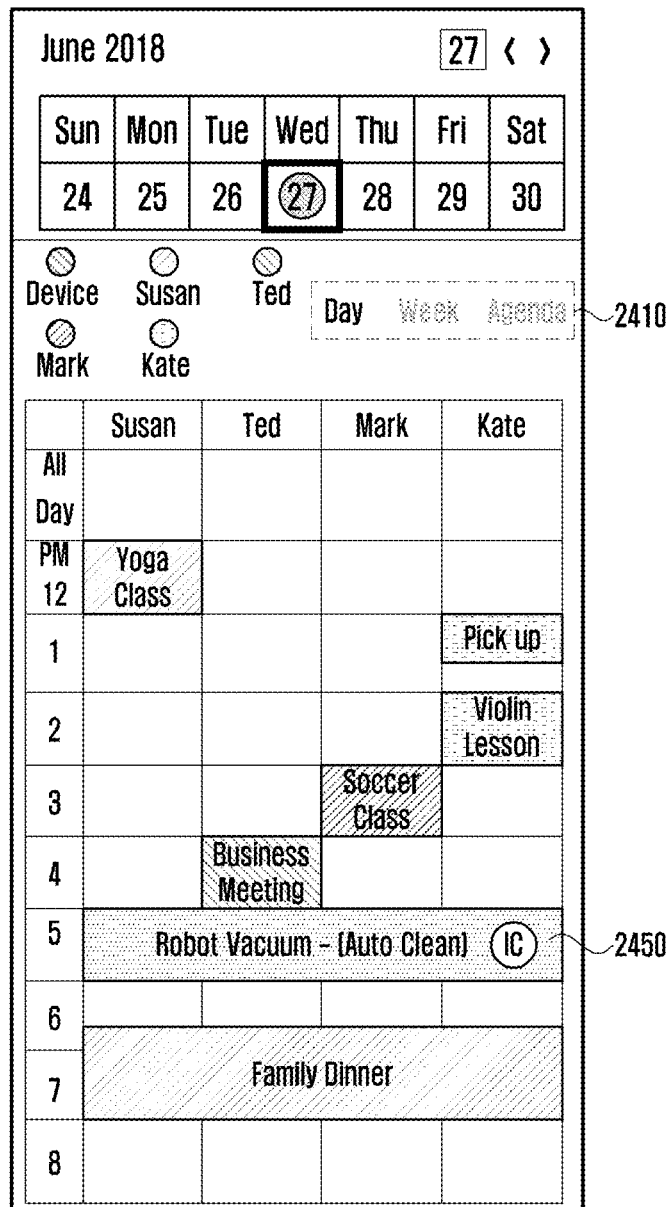 June 2018 27 < >
Sun Mon Tue Wed Thu Fri Sat
24 25 26 27 28 29 30
Device Susan Ted
Day Week Agenda 2410
Mark Kate
Susan Ted Mark Kate
All
Day
PM
12
Yoga
Class
1 Pick up
2
Violin
Lesson
3
Soccer
Class
4
Business
Meeting
5 Robot Vacuum - (Auto Clean) IC 2450
6
Family Dinner
7
8